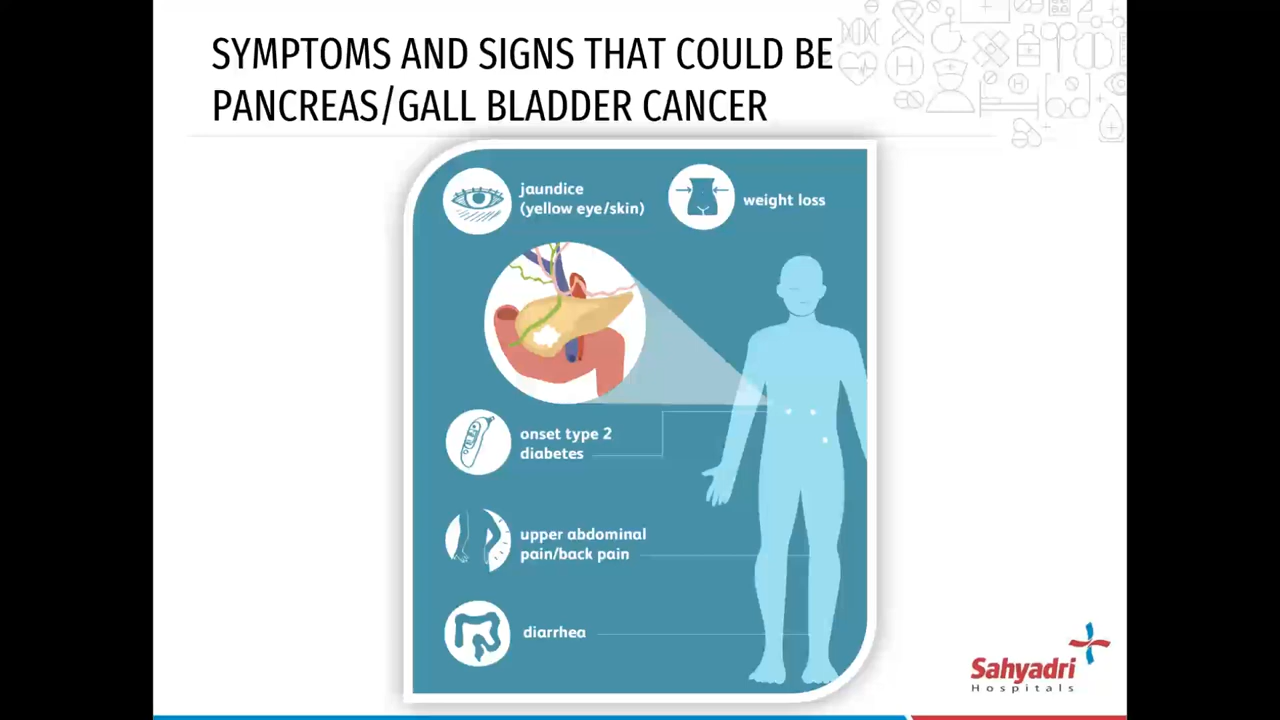 SYMPTOMS AND SIGNS THAT COULD BE
PANCREAS/GALL BLADDER CANCER
jaundice
(yellow eye/skin)
weight loss
onset type 2
diabetes
upper abdominal
pain/back pain
diarrhea
Sahyadri
Hospitals